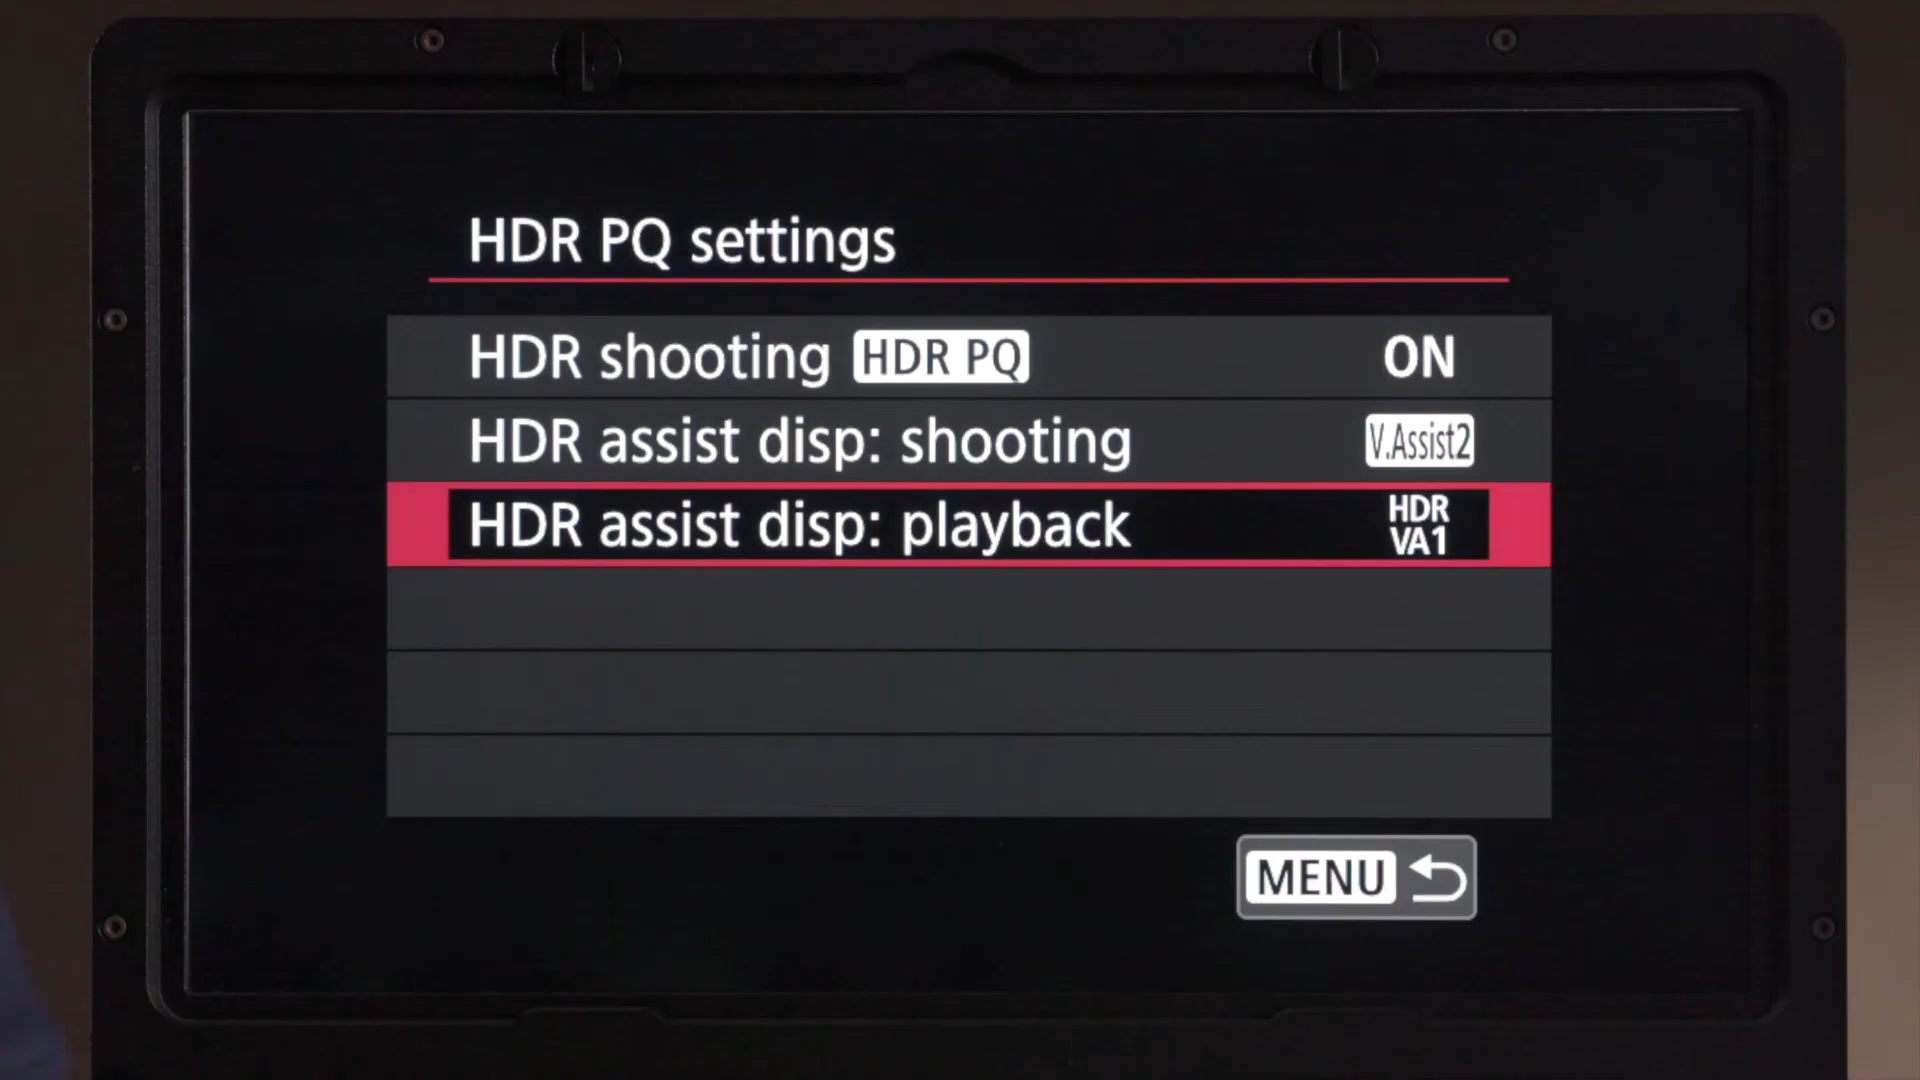 HDR PQ settings
HDR shooting HDR PQ ON
HDR assist disp: shooting V.Assist2
HDR assist disp: playback HDR VA1
MENU